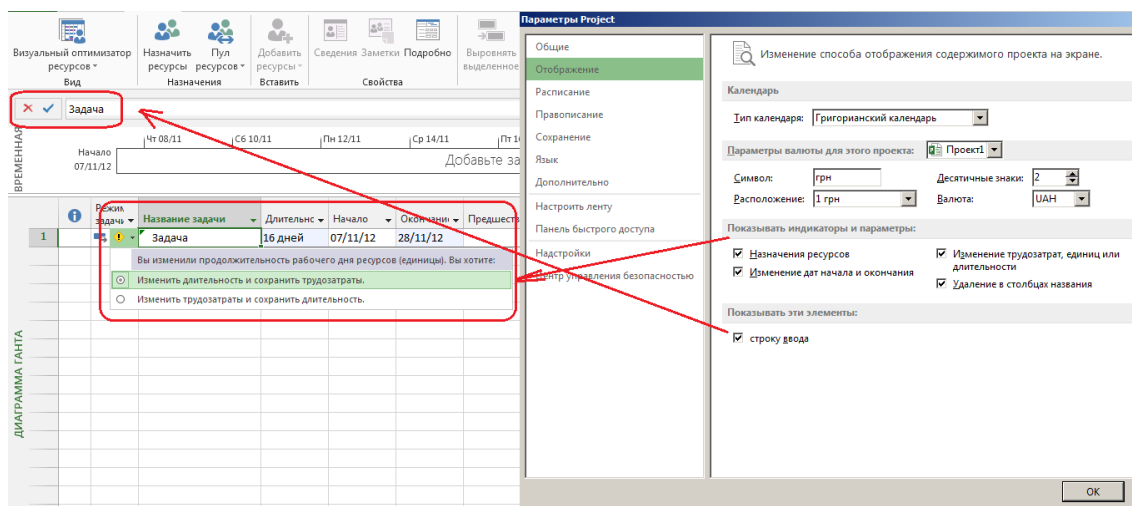 Визуальный оптимизатор
ресурсов
Назначить
ресурсы
Пул
ресурсов
Добавить
ресурсы
Сведения Заметки Подробно
Выровнять
выделенное
Вид
Назначения
Вставить
Свойства
Задача
ВРЕМЕННАЯ
Начало
07/11/12
Чт 08/11
Сб 10/11
Пн 12/11
Ср 14/11
Добавьте за
ДИАГРАММА ГАНТА
Режим
задачи
Название задачи
Длительнс
Начало
Окончание
Предшеств
1
Задача
16 дней
07/11/12
28/11/12
Вы изменили продолжительность рабочего дня ресурсов (единицы). Вы хотите:
Изменить длительность и сохранить трудозатраты.
Изменить трудозатраты и сохранить длительность.
Параметры Project
Общие
Отображение
Расписание
Правописание
Сохранение
Язык
Дополнительно
Настроить ленту
Панель быстрого доступа
Надстройки
Центр управления безопасностью
Изменение способа отображения содержимого проекта на экране.
Календарь
Тип календаря: Григорианский календарь
Параметры валюты для этого проекта: Проект1
Символ: грн
Десятичные знаки: 2
Расположение: 1 грн
Валюта: UAH
Показывать индикаторы и параметры:
Назначения ресурсов
Изменение дат начала и окончания
Изменение трудозатрат, единиц или
длительности
Удаление в столбцах названия
Показывать эти элементы:
строку ввода
OK